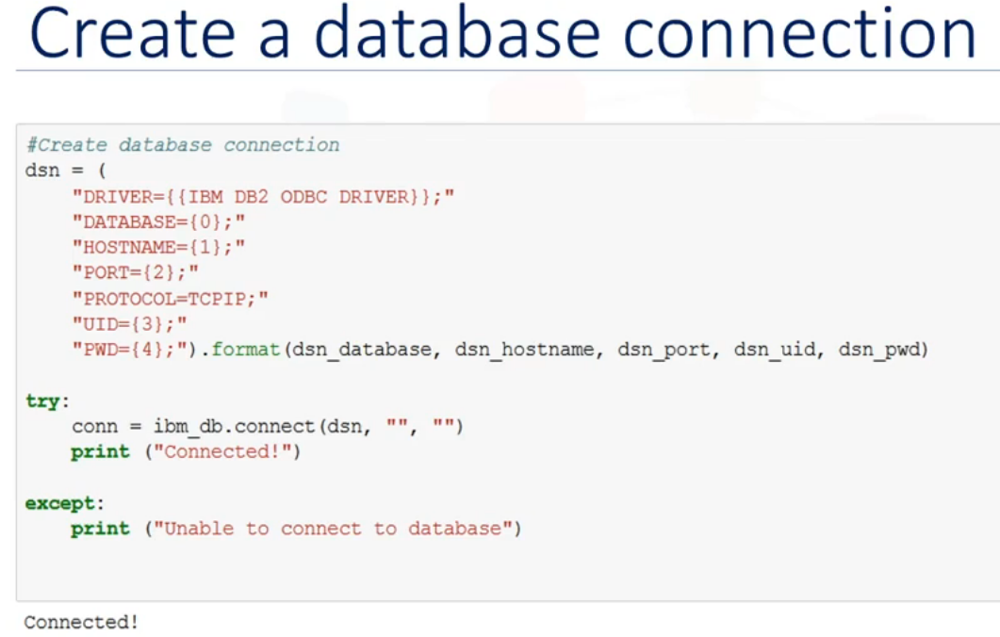 Create a database connection
#Create database connection
dsn = (
    "DRIVER={{IBM DB2 ODBC DRIVER}};"
    "DATABASE={0};"
    "HOSTNAME={1};"
    "PORT={2};"
    "PROTOCOL=TCPIP;"
    "UID={3};"
    "PWD={4};").format(dsn_database, dsn_hostname, dsn_port, dsn_uid, dsn_pwd)
try:
    conn = ibm_db.connect(dsn, "", "")
    print ("Connected!")
except:
    print ("Unable to connect to database")
Connected!